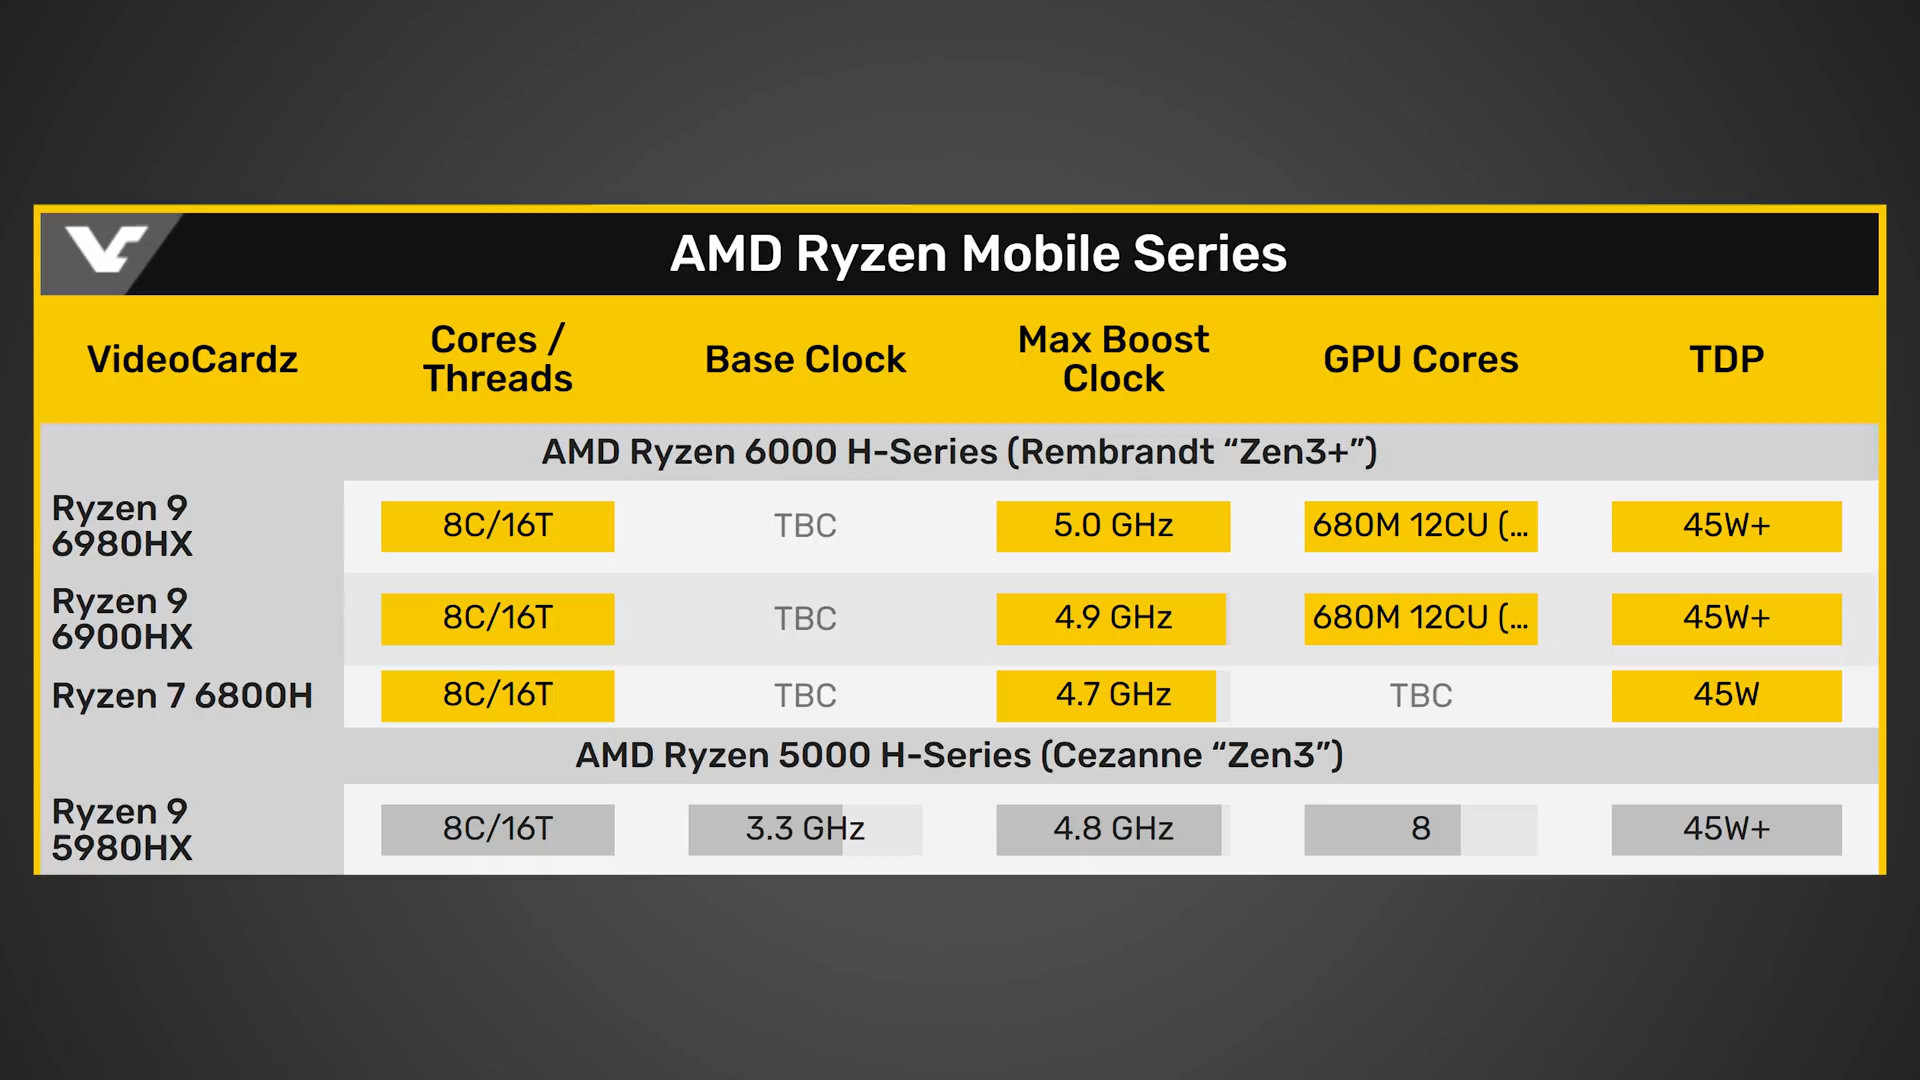 AMD Ryzen Mobile Series
VideoCardz
Cores /
Threads
Base Clock
Max Boost
Clock
GPU Cores
TDP
AMD Ryzen 6000 H-Series (Rembrandt “Zen3+”)
Ryzen 9
6980HX
8C/16T
TBC
5.0 GHz
680M 12CU (...
45W+
Ryzen 9
6900HX
8C/16T
TBC
4.9 GHz
680M 12CU (...
45W+
Ryzen 7 6800H
8C/16T
TBC
4.7 GHz
TBC
45W
AMD Ryzen 5000 H-Series (Cezanne “Zen3”)
Ryzen 9
5980HX
8C/16T
3.3 GHz
4.8 GHz
8
45W+